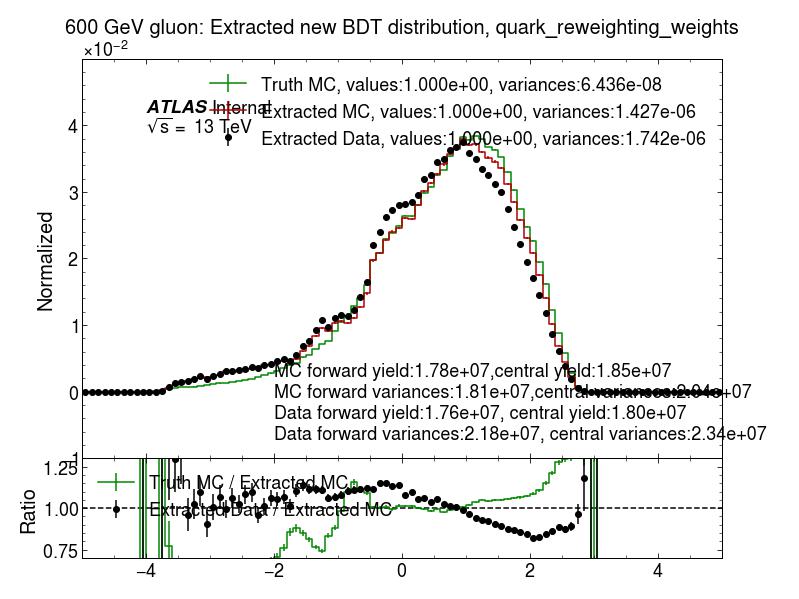 600 GeV gluon: Extracted new BDT distribution, quark_reweighting_weights
×10⁻²
Truth MC, values:1.000e+00, variances:6.436e-08
ATLAS Internal
Extracted MC, values:1.000e+00, variances:1.427e-06
√s = 13 TeV
Extracted Data, values:1.000e+00, variances:1.742e-06
4
3
2
1
0
Normalized
MC forward yield:1.78e+07,central yield:1.85e+07
MC forward variances:1.81e+07,central variances:2.04e+07
Data forward yield:1.76e+07, central yield:1.80e+07
Data forward variances:2.18e+07, central variances:2.34e+07
1.25
1.00
0.75
Ratio
Truth MC / Extracted MC
Extracted Data / Extracted MC
−4 −2 0 2 4